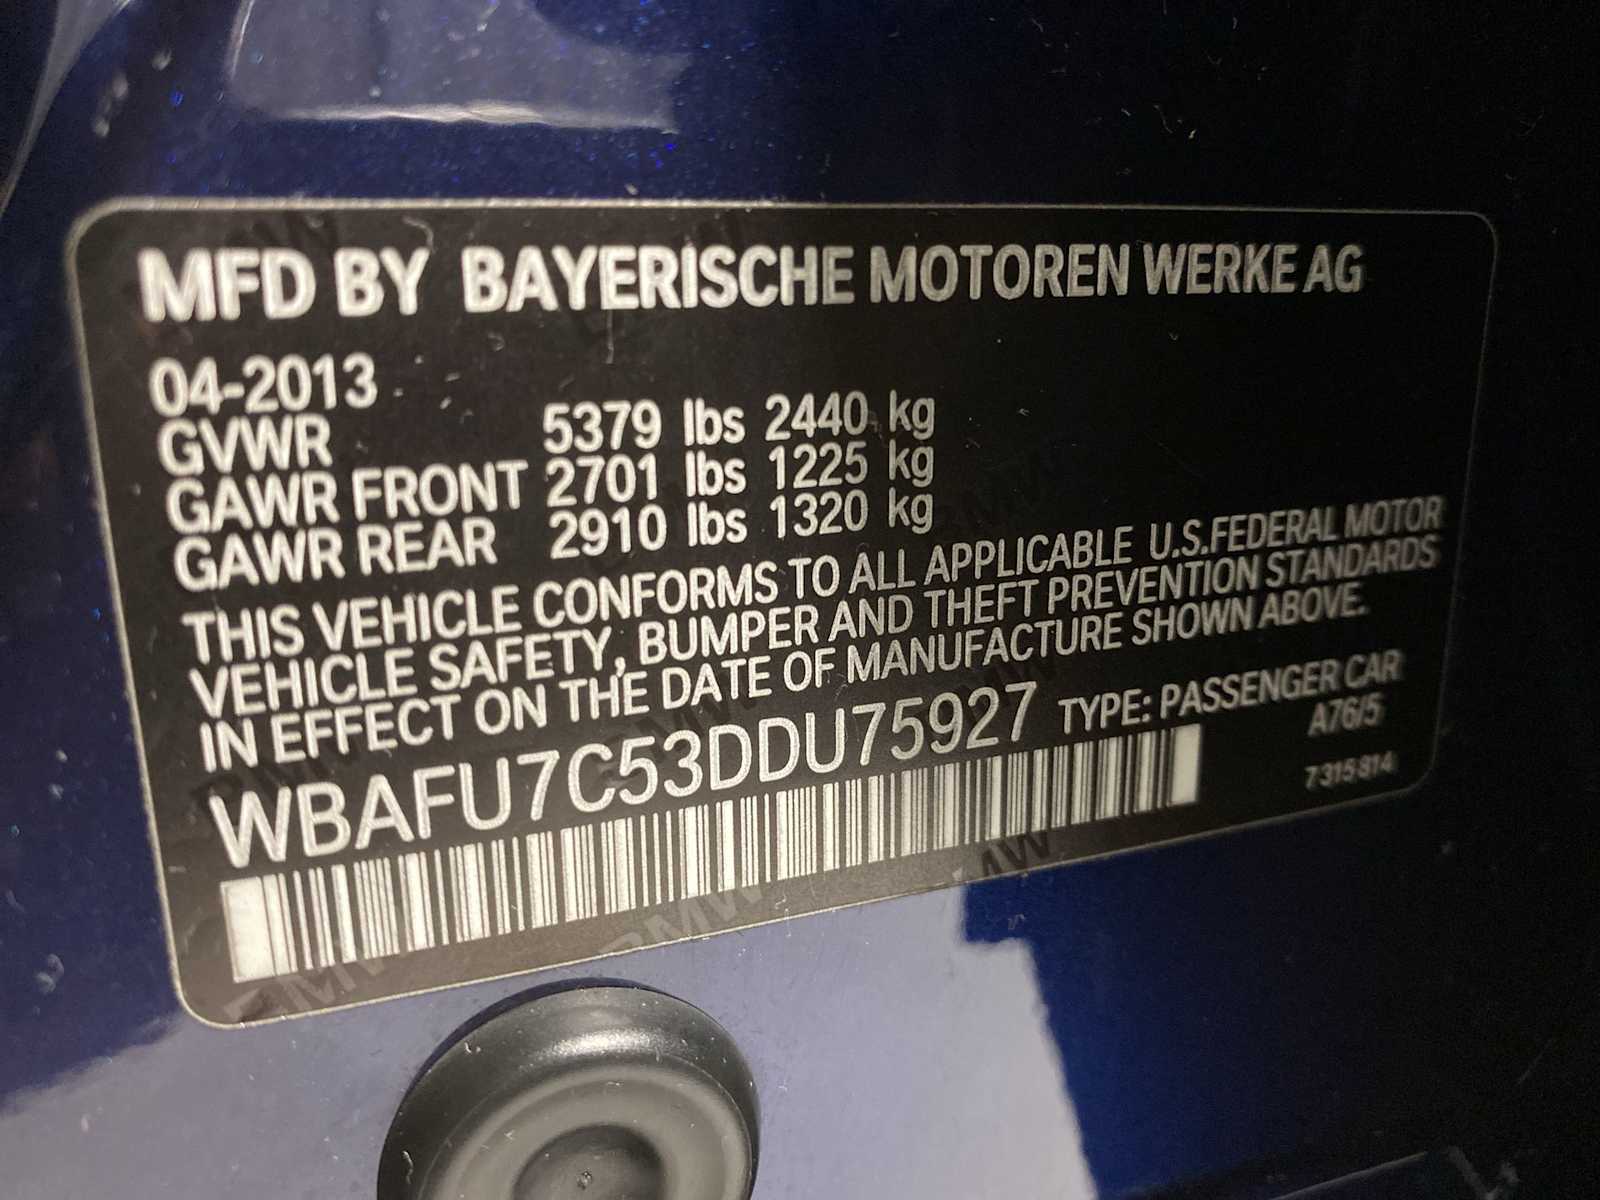 MFD BY BAYERISCHE MOTOREN WERKE AG
04-2013
GVWR 5379 lbs 2440 kg
GAWR FRONT 2701 lbs 1225 kg
GAWR REAR 2910 lbs 1320 kg
THIS VEHICLE CONFORMS TO ALL APPLICABLE U.S.FEDERAL MOTOR
VEHICLE SAFETY, BUMPER AND THEFT PREVENTION STANDARDS
IN EFFECT ON THE DATE OF MANUFACTURE SHOWN ABOVE.
WBAFU7C53DDU75927 TYPE: PASSENGER CAR
A76/5
7 315 814
BMW